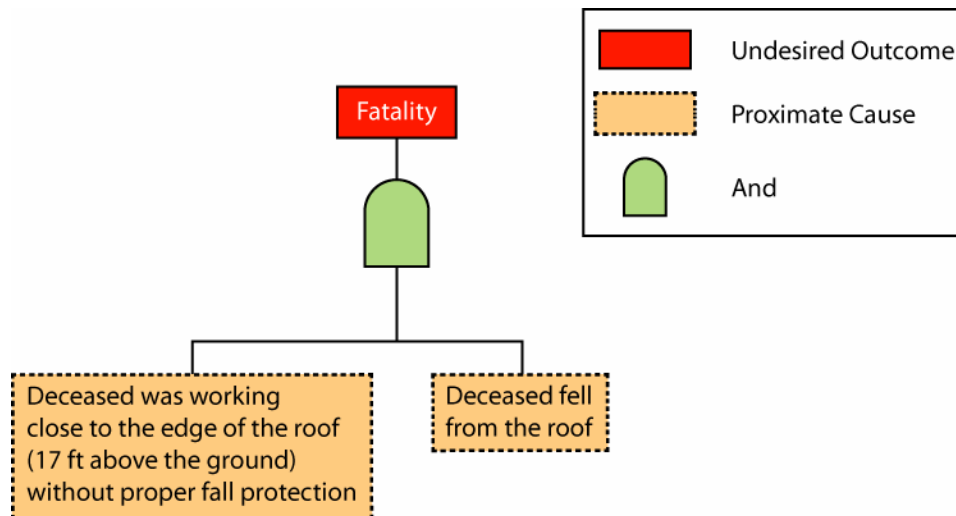 Fatality
Undesired Outcome
Proximate Cause
And
Deceased was working
close to the edge of the roof
(17 ft above the ground)
without proper fall protection
Deceased fell
from the roof